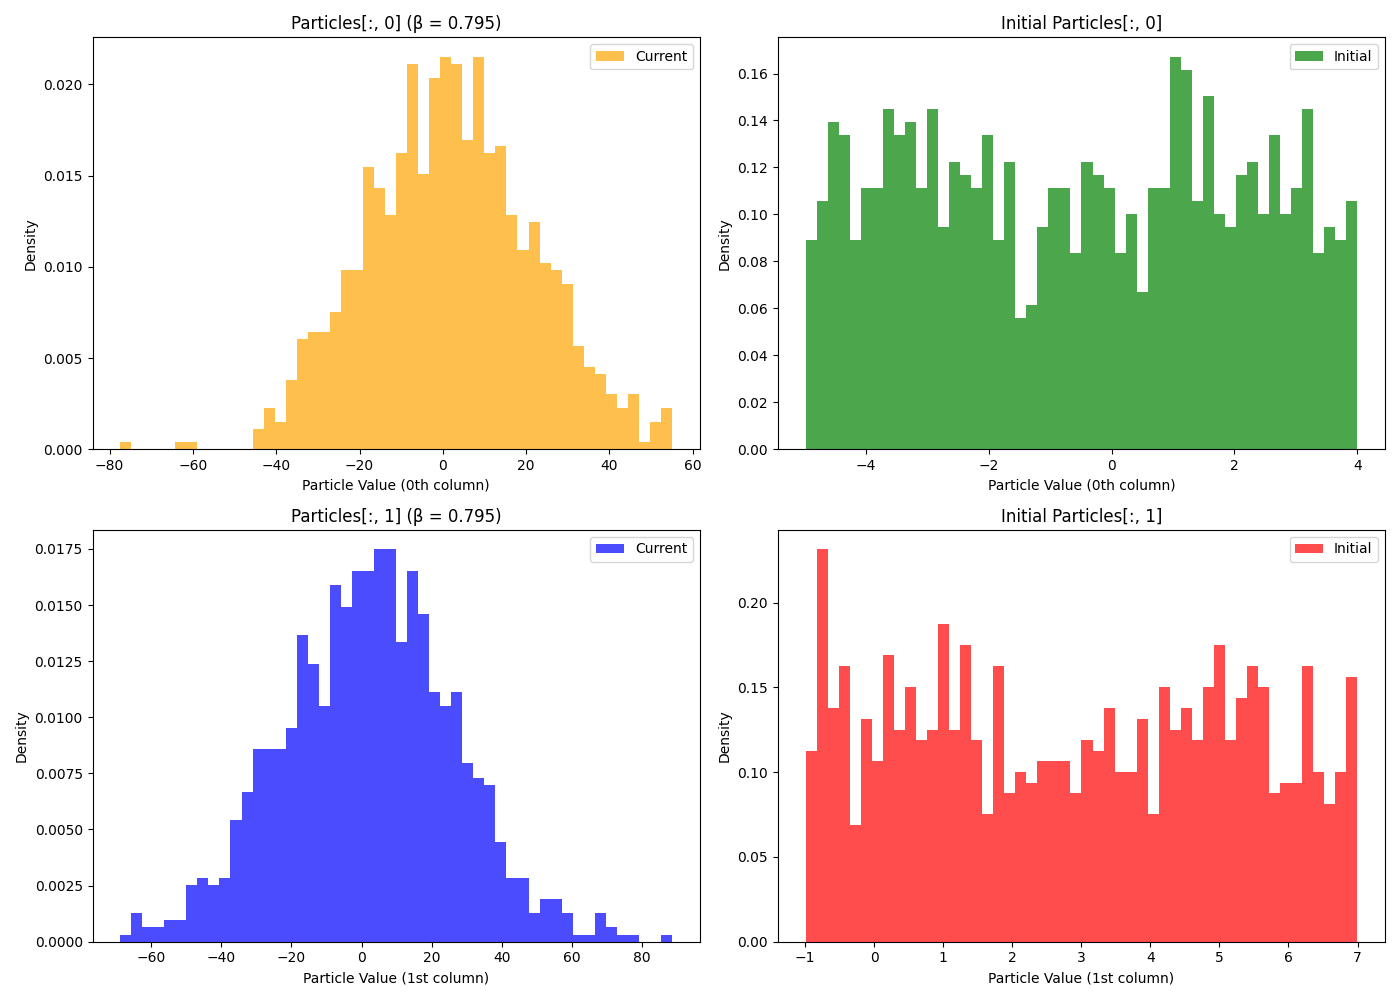 Particles[:, 0] (β = 0.795)
Current
Density
0.020
0.015
0.010
0.005
0.000
−80 −60 −40 −20 0 20 40 60
Particle Value (0th column)
Initial Particles[:, 0]
Initial
Density
0.16
0.14
0.12
0.10
0.08
0.06
0.04
0.02
0.00
−4 −2 0 2 4
Particle Value (0th column)
Particles[:, 1] (β = 0.795)
Current
Density
0.0175
0.0150
0.0125
0.0100
0.0075
0.0050
0.0025
0.0000
−60 −40 −20 0 20 40 60 80
Particle Value (1st column)
Initial Particles[:, 1]
Initial
Density
0.20
0.15
0.10
0.05
0.00
−1 0 1 2 3 4 5 6 7
Particle Value (1st column)